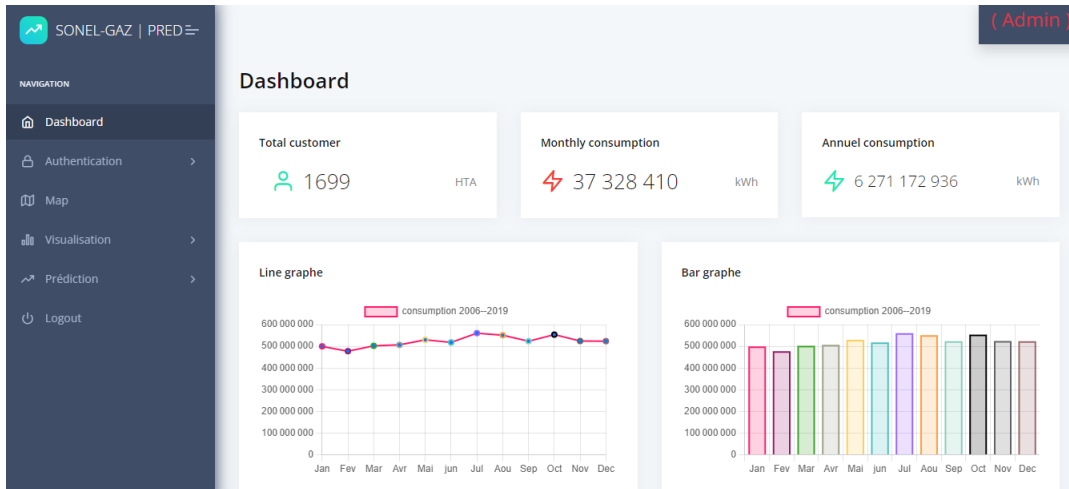 SONEL-GAZ | PRED
( Admin )
NAVIGATION
Dashboard
Authentication
Map
Visualisation
Prédiction
Logout
Dashboard
Total customer
1699 HTA
Monthly consumption
37 328 410 kWh
Annuel consumption
6 271 172 936 kWh
Line graphe
consumption 2006--2019
600 000 000
500 000 000
400 000 000
300 000 000
200 000 000
100 000 000
0
Jan Fev Mar Avr Mai jun Jul Aou Sep Oct Nov Dec
Bar graphe
consumption 2006--2019
600 000 000
500 000 000
400 000 000
300 000 000
200 000 000
100 000 000
0
Jan Fev Mar Avr Mai jun Jul Aou Sep Oct Nov Dec